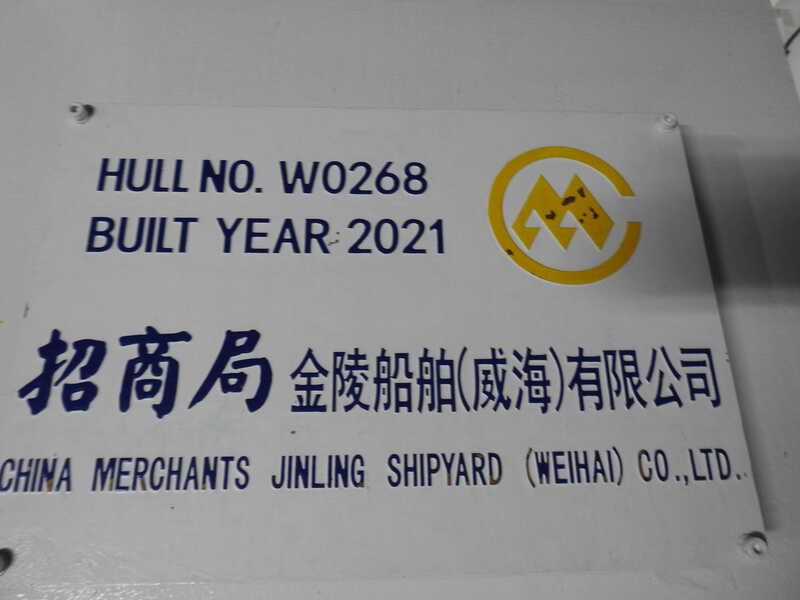 HULL NO. W0268
BUILT YEAR 2021
招商局 金陵船舶(威海)有限公司
CHINA MERCHANTS JINLING SHIPYARD (WEIHAI) CO.,LTD.